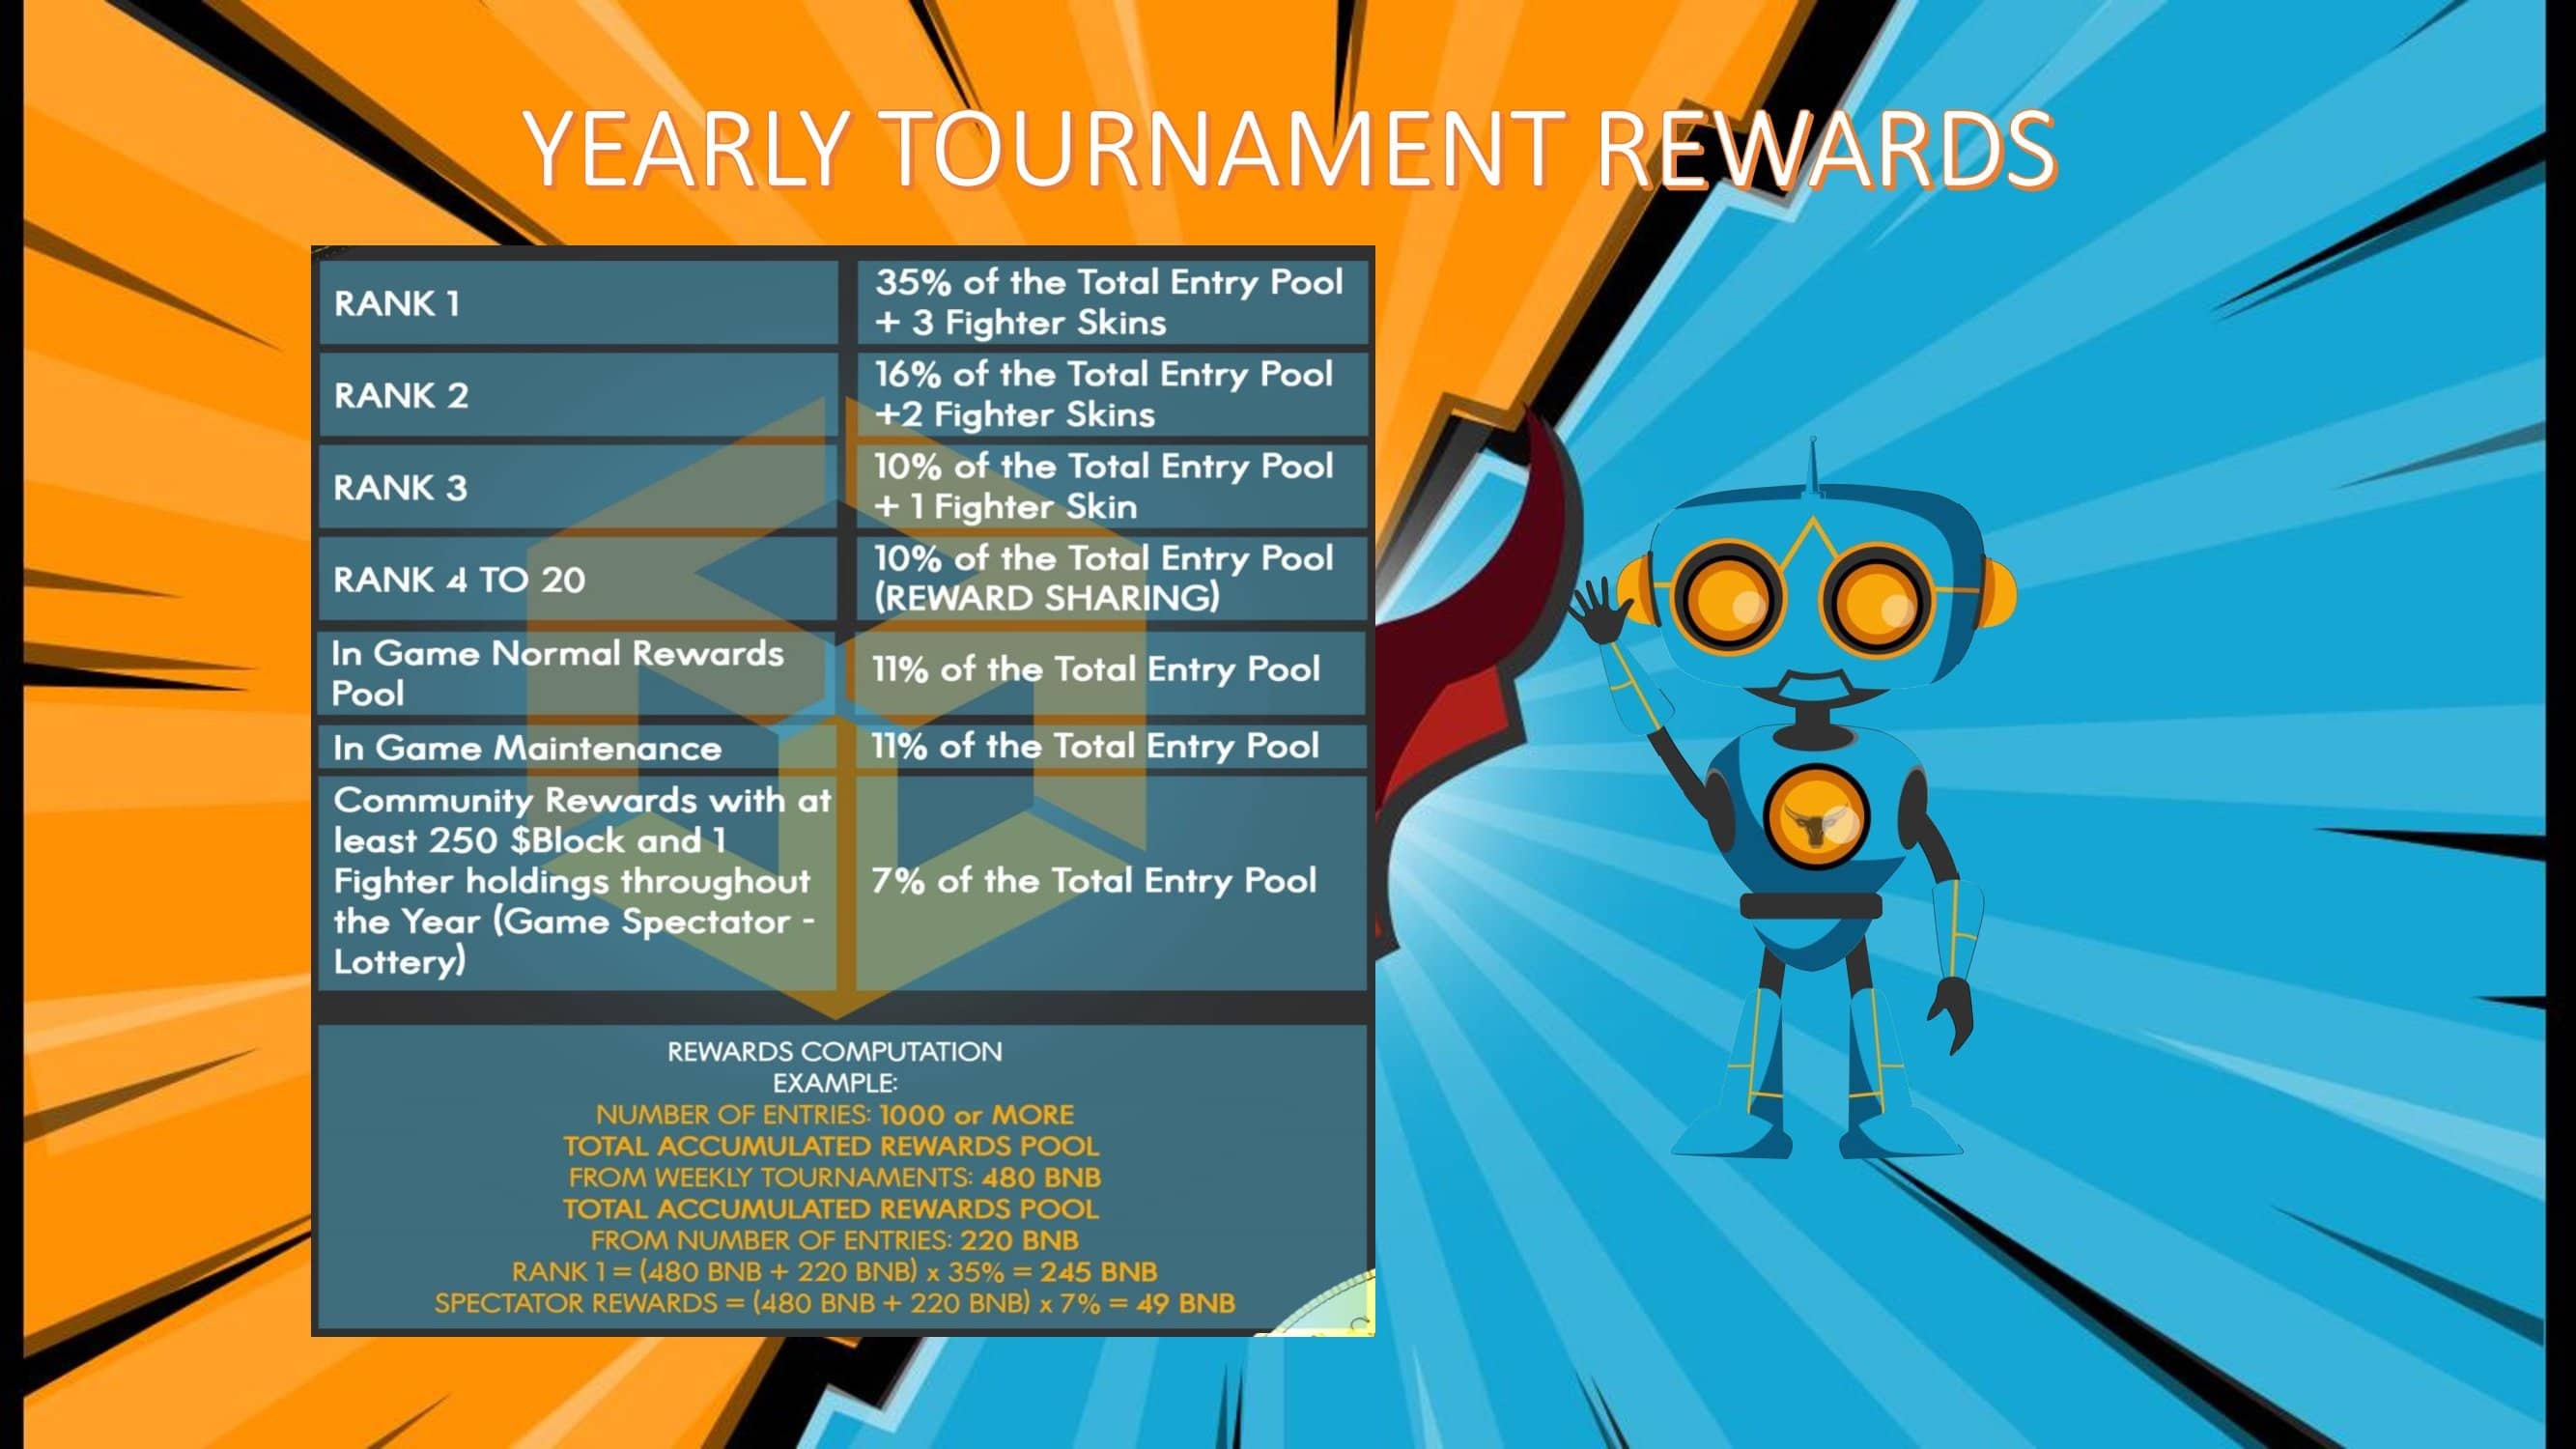 YEARLY TOURNAMENT REWARDS
RANK 1
35% of the Total Entry Pool
+ 3 Fighter Skins
RANK 2
16% of the Total Entry Pool
+2 Fighter Skins
RANK 3
10% of the Total Entry Pool
+ 1 Fighter Skin
RANK 4 TO 20
10% of the Total Entry Pool
(REWARD SHARING)
In Game Normal Rewards
Pool
11% of the Total Entry Pool
In Game Maintenance
11% of the Total Entry Pool
Community Rewards with at
least 250 $Block and 1
Fighter holdings throughout
the Year (Game Spectator -
Lottery)
7% of the Total Entry Pool
REWARDS COMPUTATION
EXAMPLE:
NUMBER OF ENTRIES: 1000 or MORE
TOTAL ACCUMULATED REWARDS POOL
FROM WEEKLY TOURNAMENTS: 480 BNB
TOTAL ACCUMULATED REWARDS POOL
FROM NUMBER OF ENTRIES: 220 BNB
RANK 1 = (480 BNB + 220 BNB) x 35% = 245 BNB
SPECTATOR REWARDS = (480 BNB + 220 BNB) x 7% = 49 BNB